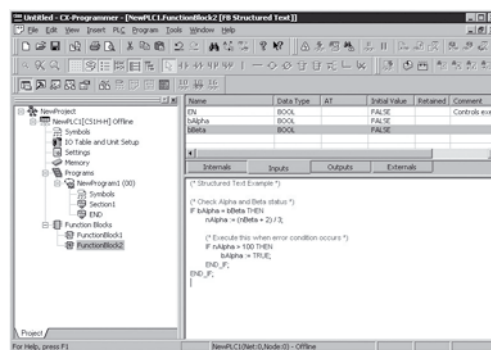 Untitled - CX-Programmer - [NewPLC1.FunctionBlock2 [FB Structured Text]]
File Edit View Insert PLC Program Tools Window Help
Name Data Type AT Initial Value Retained Comment
EN BOOL FALSE Controls exe
bAlpha BOOL FALSE
bBeta BOOL FALSE
Internals Inputs Outputs Externals
NewProject
NewPLC1[CS1H-H] Offline
Symbols
IO Table and Unit Setup
Settings
Memory
Programs
NewProgram1 (00)
Symbols
Section1
END
Function Blocks
FunctionBlock1
FunctionBlock2
Project
(* Structured Text Example *)
(* Check Alpha and Beta status *)
IF bAlpha = bBeta THEN
nAlpha := (nBeta + 2) / 3;
(* Execute this when error condition occurs *)
IF nAlpha > 100 THEN
bAlpha := TRUE;
END_IF;
END_IF;
For Help, press F1
NewPLC1(Net:0,Node:0) - Offline